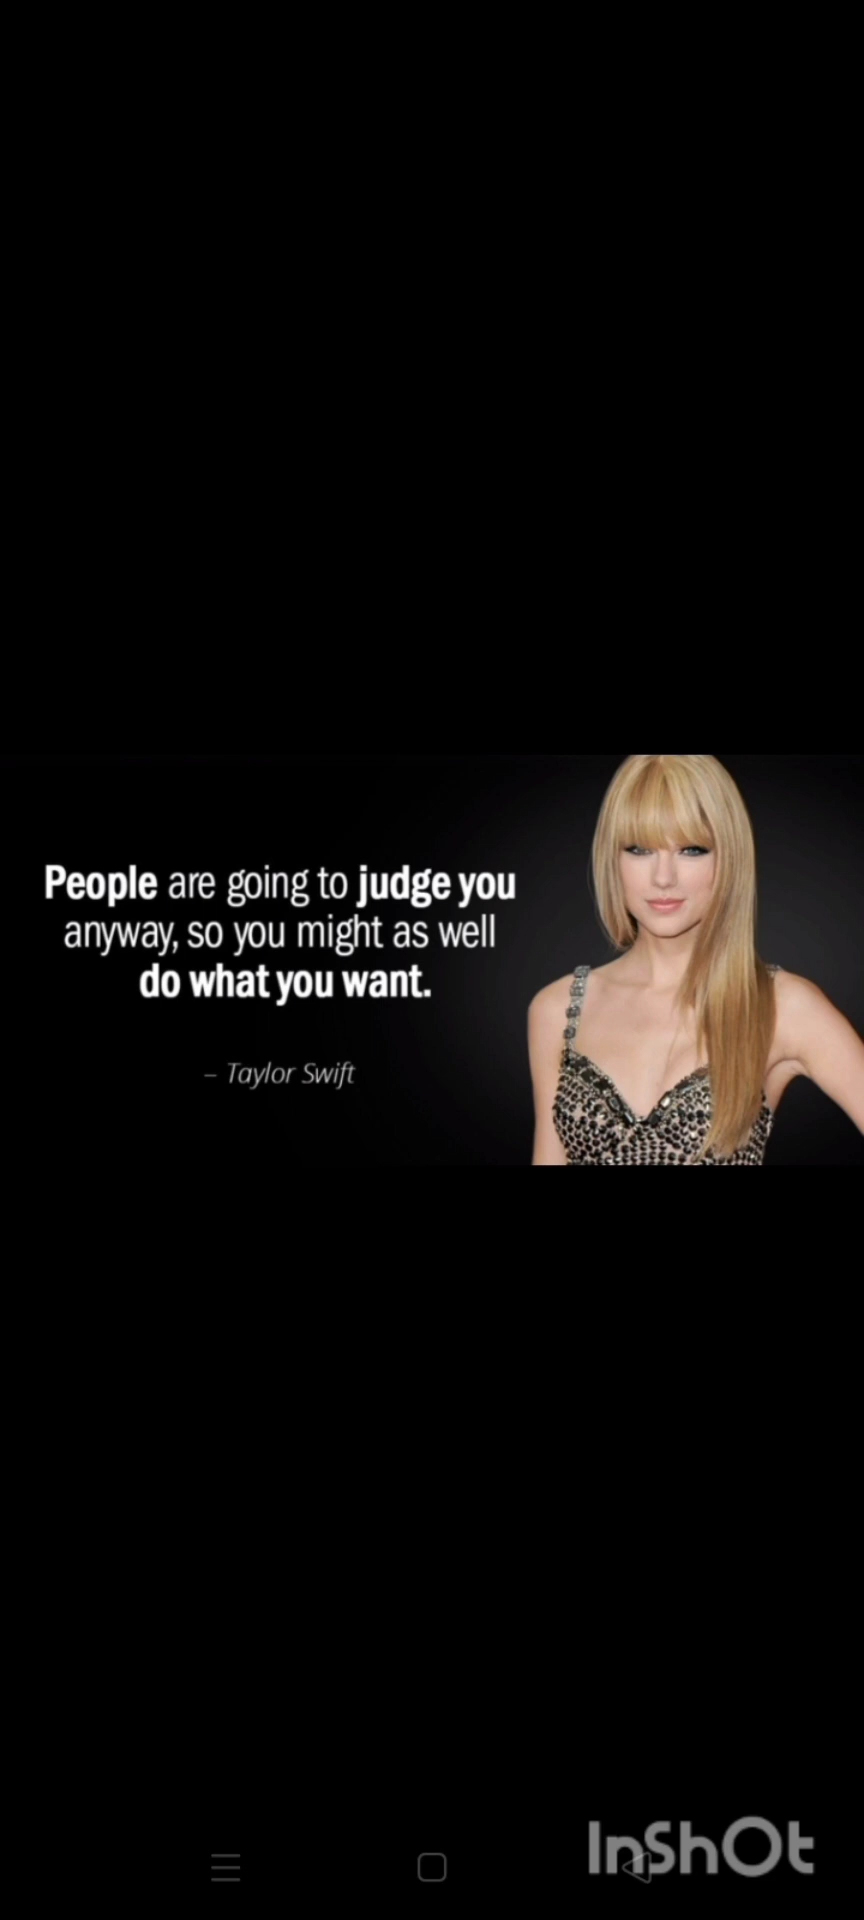 People are going to judge you
anyway, so you might as well
do what you want.
– Taylor Swift
InShOt